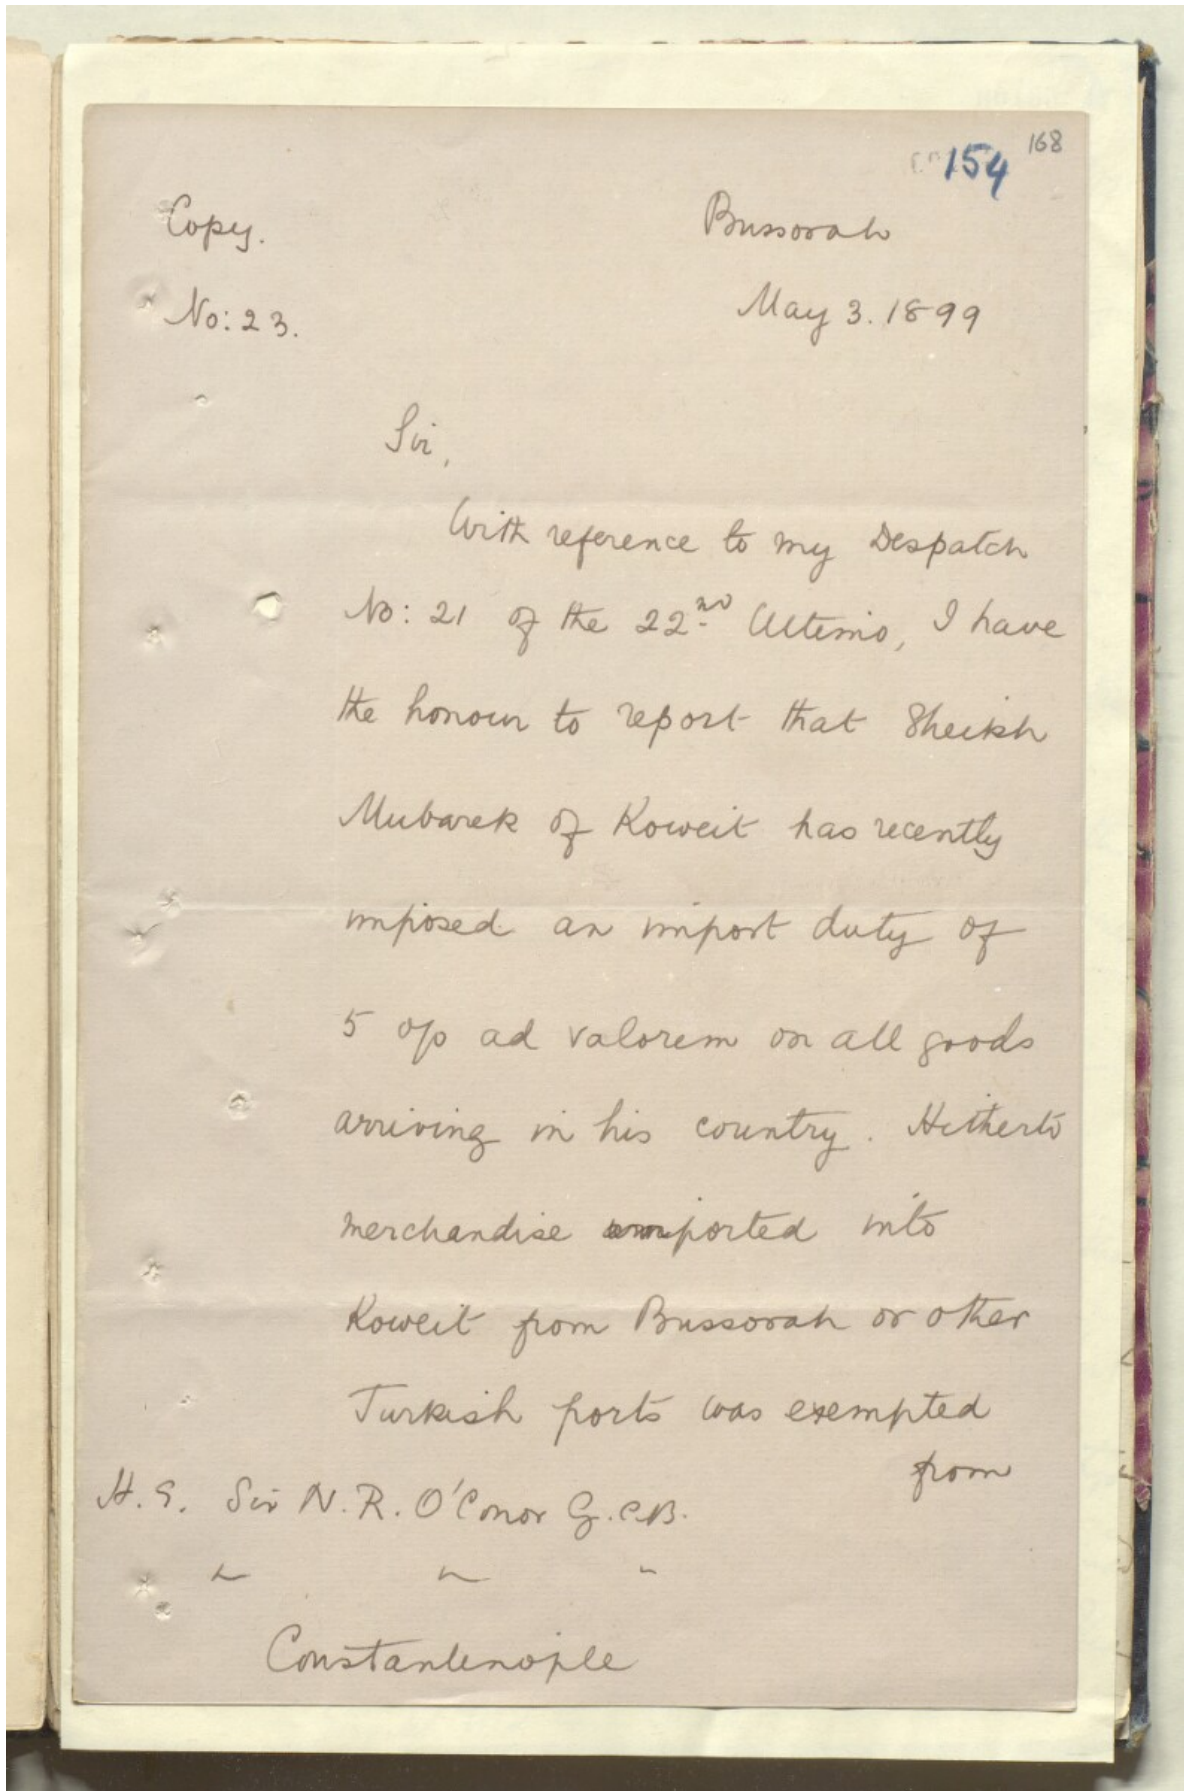 154 168
Copy. Bussorah
No: 23. May 3. 1899
Sir,
With reference to my Despatch
No: 21 of the 22nd Ultimo, I have
the honour to report that Sheikh
Mubarek of Koweit has recently
imposed an import duty of
5 o/o ad valorem on all goods
arriving in his country. Hitherto
merchandise imported into
Koweit from Bussorah or other
Turkish ports was exempted
from
H. E. Sir N. R. O'Conor G.C.B.
" " "
Constantinople